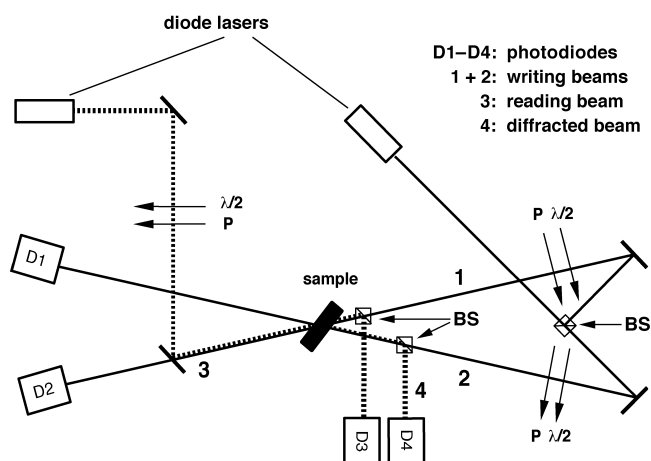 diode lasers
D1–D4: photodiodes
1 + 2: writing beams
3: reading beam
4: diffracted beam
λ/2
P
P λ/2
D1
sample
1
BS
BS
D2
3
4
2
P λ/2
D3
D4